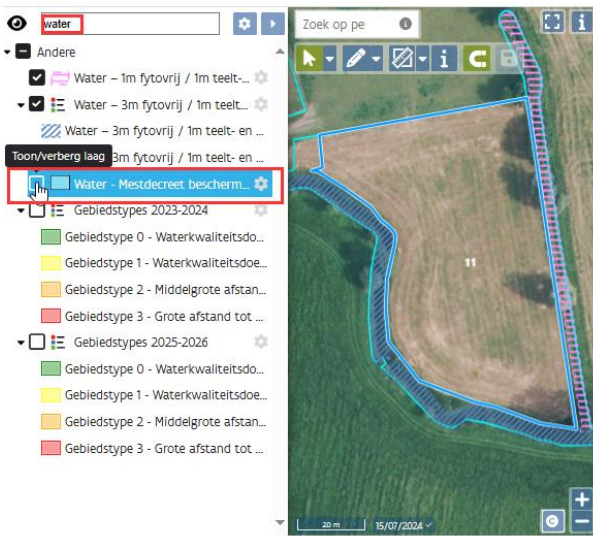 water
Zoek op pe
Andere
Water – 1m fytovrij / 1m teelt-...
Water – 3m fytovrij / 1m teelt...
Water – 3m fytovrij / 1m teelt- en ...
Toon/verberg laag
3m fytovrij / 1m teelt- en ...
Water - Mestdecreet bescherm...
Gebiedstypes 2023-2024
Gebiedstype 0 - Waterkwaliteitsdo...
Gebiedstype 1 - Waterkwaliteitsdoe...
Gebiedstype 2 - Middelgrote afstan...
Gebiedstype 3 - Grote afstand tot ...
Gebiedstypes 2025-2026
Gebiedstype 0 - Waterkwaliteitsdo...
Gebiedstype 1 - Waterkwaliteitsdoe...
Gebiedstype 2 - Middelgrote afstan...
Gebiedstype 3 - Grote afstand tot ...
11
20 m
15/07/2024